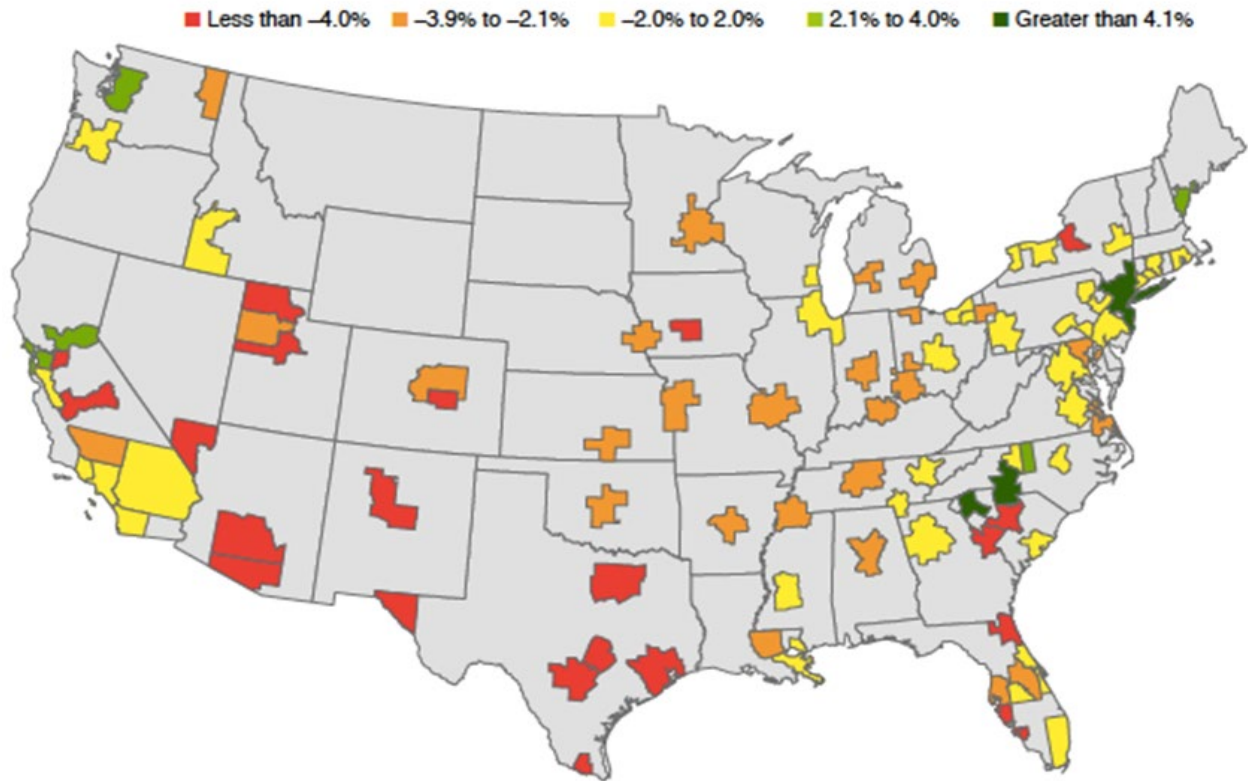 Less than –4.0% –3.9% to –2.1% –2.0% to 2.0% 2.1% to 4.0% Greater than 4.1%